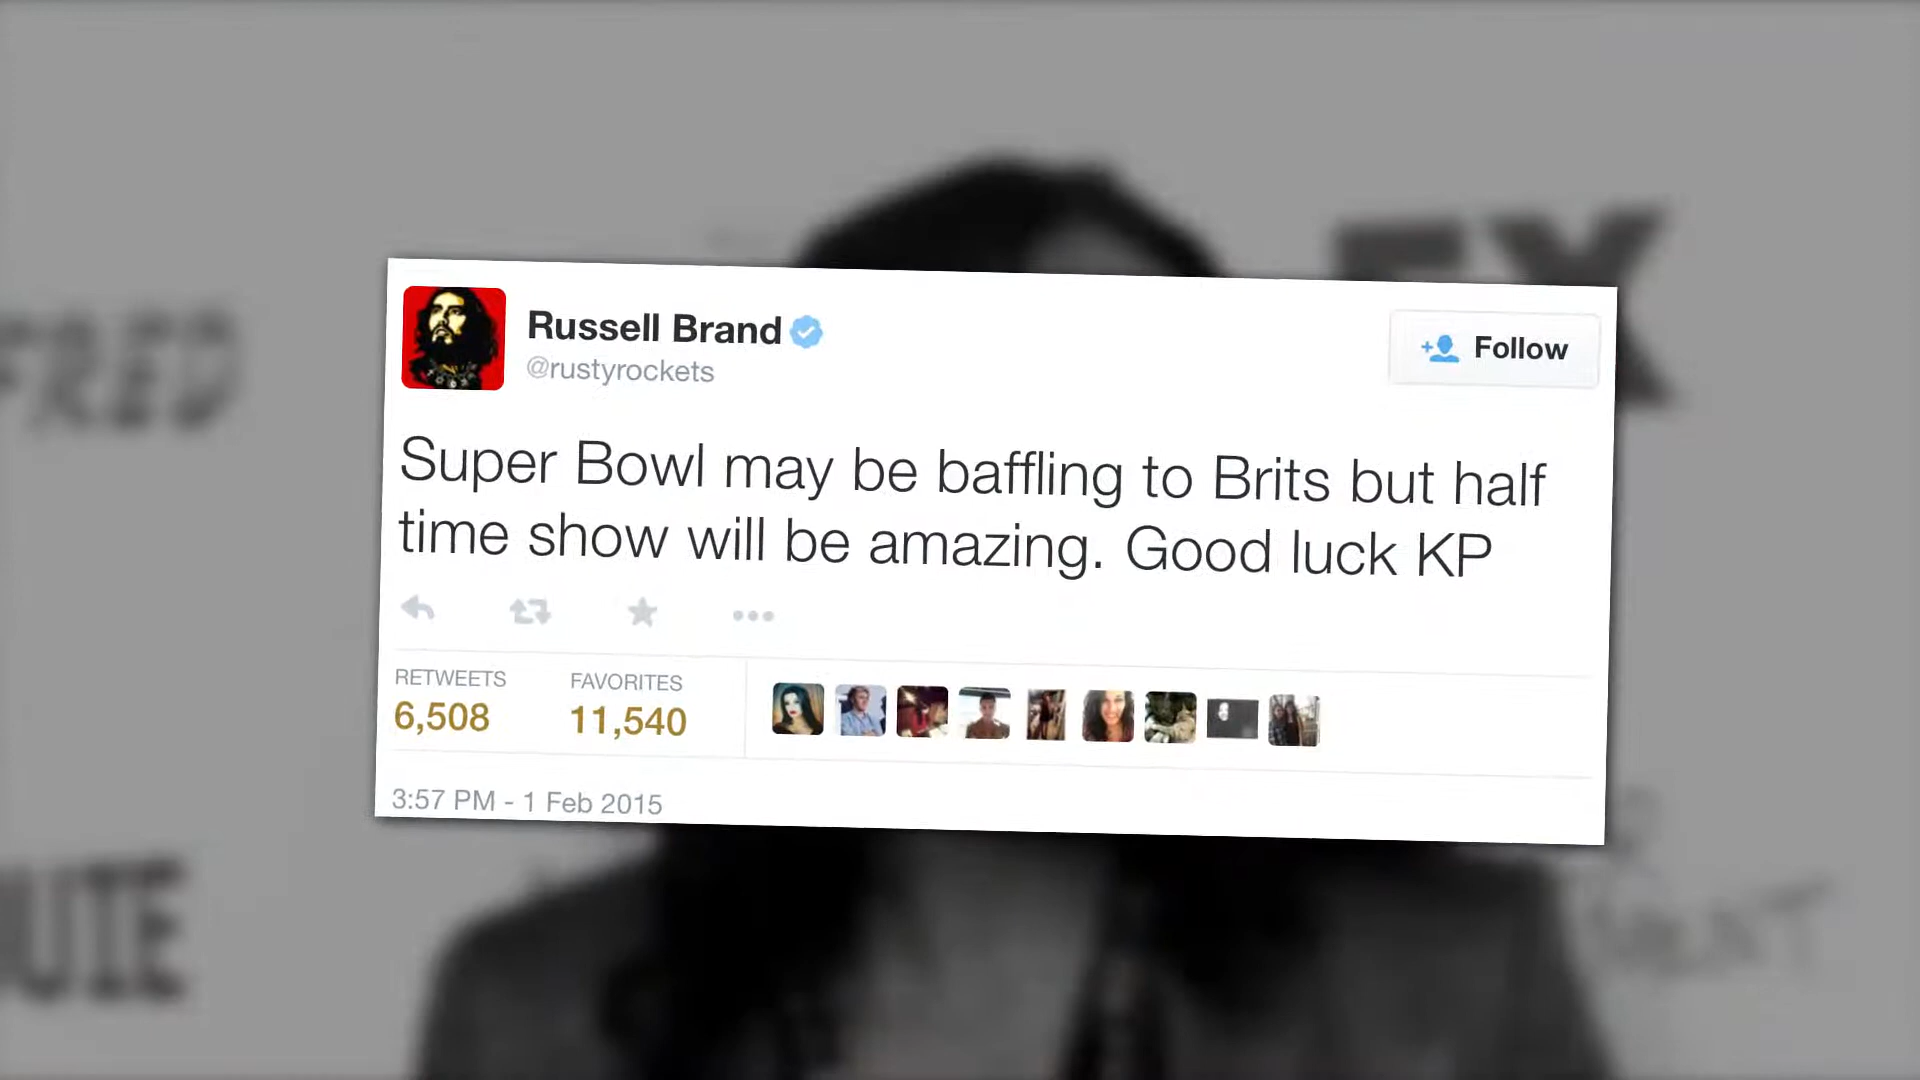 Russell Brand
@rustyrockets
Follow
Super Bowl may be baffling to Brits but half
time show will be amazing. Good luck KP
RETWEETS
6,508
FAVORITES
11,540
3:57 PM - 1 Feb 2015
FX